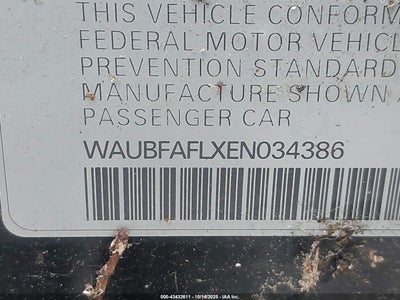 THIS VEHICLE CONFORM
FEDERAL MOTOR VEHICL
PREVENTION STANDARD
MANUFACTURE SHOWN A
PASSENGER CAR
WAUBFAFLXEN034386
000-43432611 - 10/14/2025 - IAA Inc.